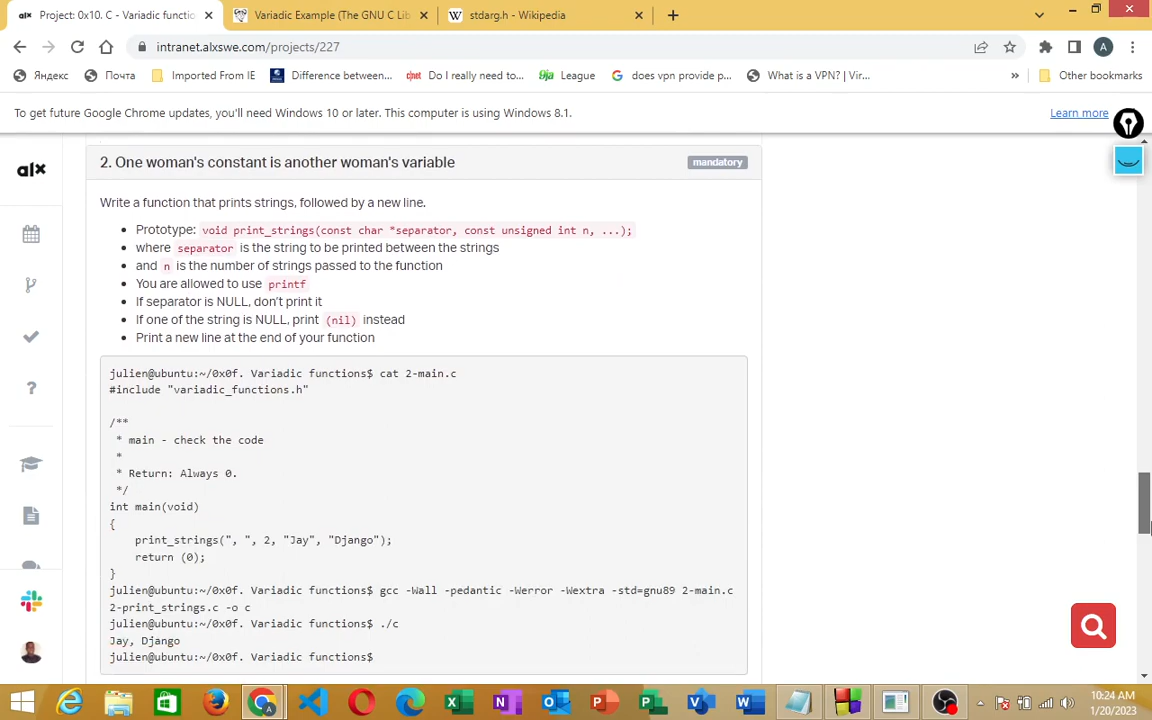 Project: 0x10. C - Variadic functio
Variadic Example (The GNU C Lib
stdarg.h - Wikipedia
intranet.alxswe.com/projects/227
A
Яндекс
Почта
Imported From IE
Difference between...
cnet Do I really need to...
9ja League
G does vpn provide p...
What is a VPN? | Vir...
»
Other bookmarks
To get future Google Chrome updates, you'll need Windows 10 or later. This computer is using Windows 8.1.
Learn more
alx
2. One woman's constant is another woman's variable
mandatory
Write a function that prints strings, followed by a new line.
• Prototype: void print_strings(const char *separator, const unsigned int n, ...);
• where separator is the string to be printed between the strings
• and n is the number of strings passed to the function
• You are allowed to use printf
• If separator is NULL, don't print it
• If one of the string is NULL, print (nil) instead
• Print a new line at the end of your function
julien@ubuntu:~/0x0f. Variadic functions$ cat 2-main.c
#include "variadic_functions.h"
/**
* main - check the code
*
* Return: Always 0.
*/
int main(void)
{
print_strings(", ", 2, "Jay", "Django");
return (0);
}
julien@ubuntu:~/0x0f. Variadic functions$ gcc -Wall -pedantic -Werror -Wextra -std=gnu89 2-main.c
2-print_strings.c -o c
julien@ubuntu:~/0x0f. Variadic functions$ ./c
Jay, Django
julien@ubuntu:~/0x0f. Variadic functions$
10:24 AM
1/20/2023